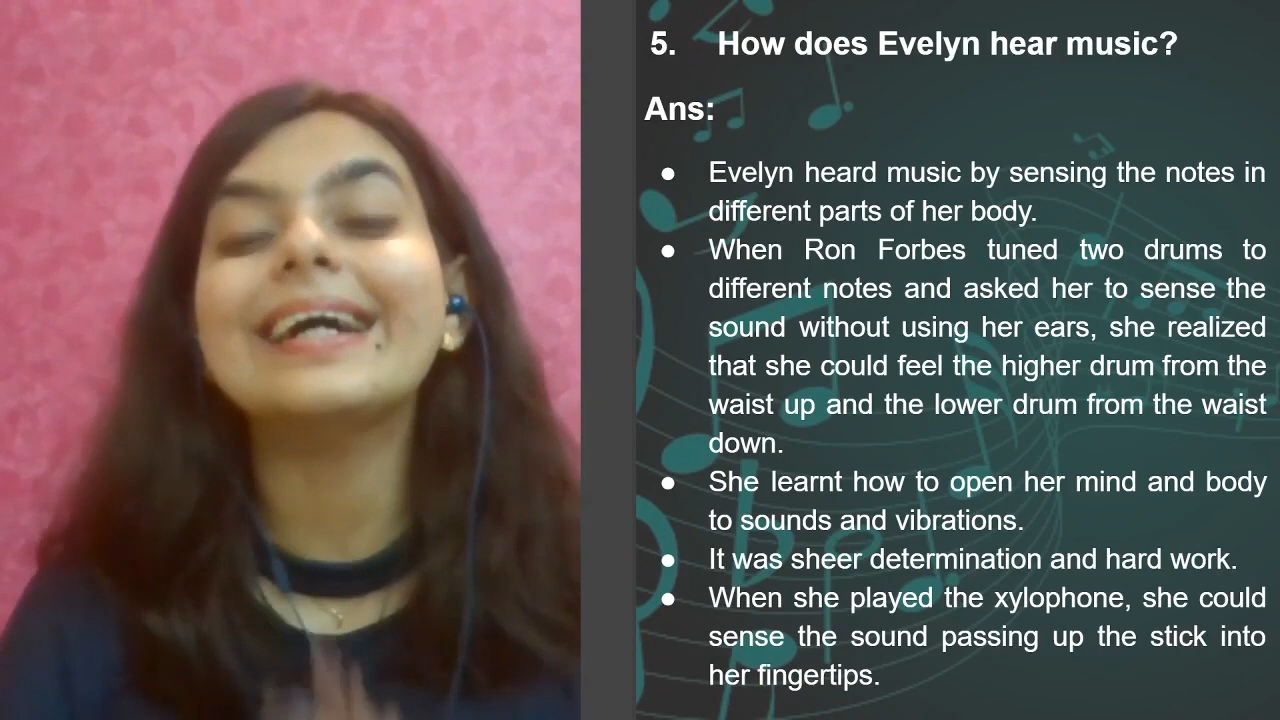 5. How does Evelyn hear music?
Ans:
● Evelyn heard music by sensing the notes in
different parts of her body.
● When Ron Forbes tuned two drums to
different notes and asked her to sense the
sound without using her ears, she realized
that she could feel the higher drum from the
waist up and the lower drum from the waist
down.
● She learnt how to open her mind and body
to sounds and vibrations.
● It was sheer determination and hard work.
● When she played the xylophone, she could
sense the sound passing up the stick into
her fingertips.